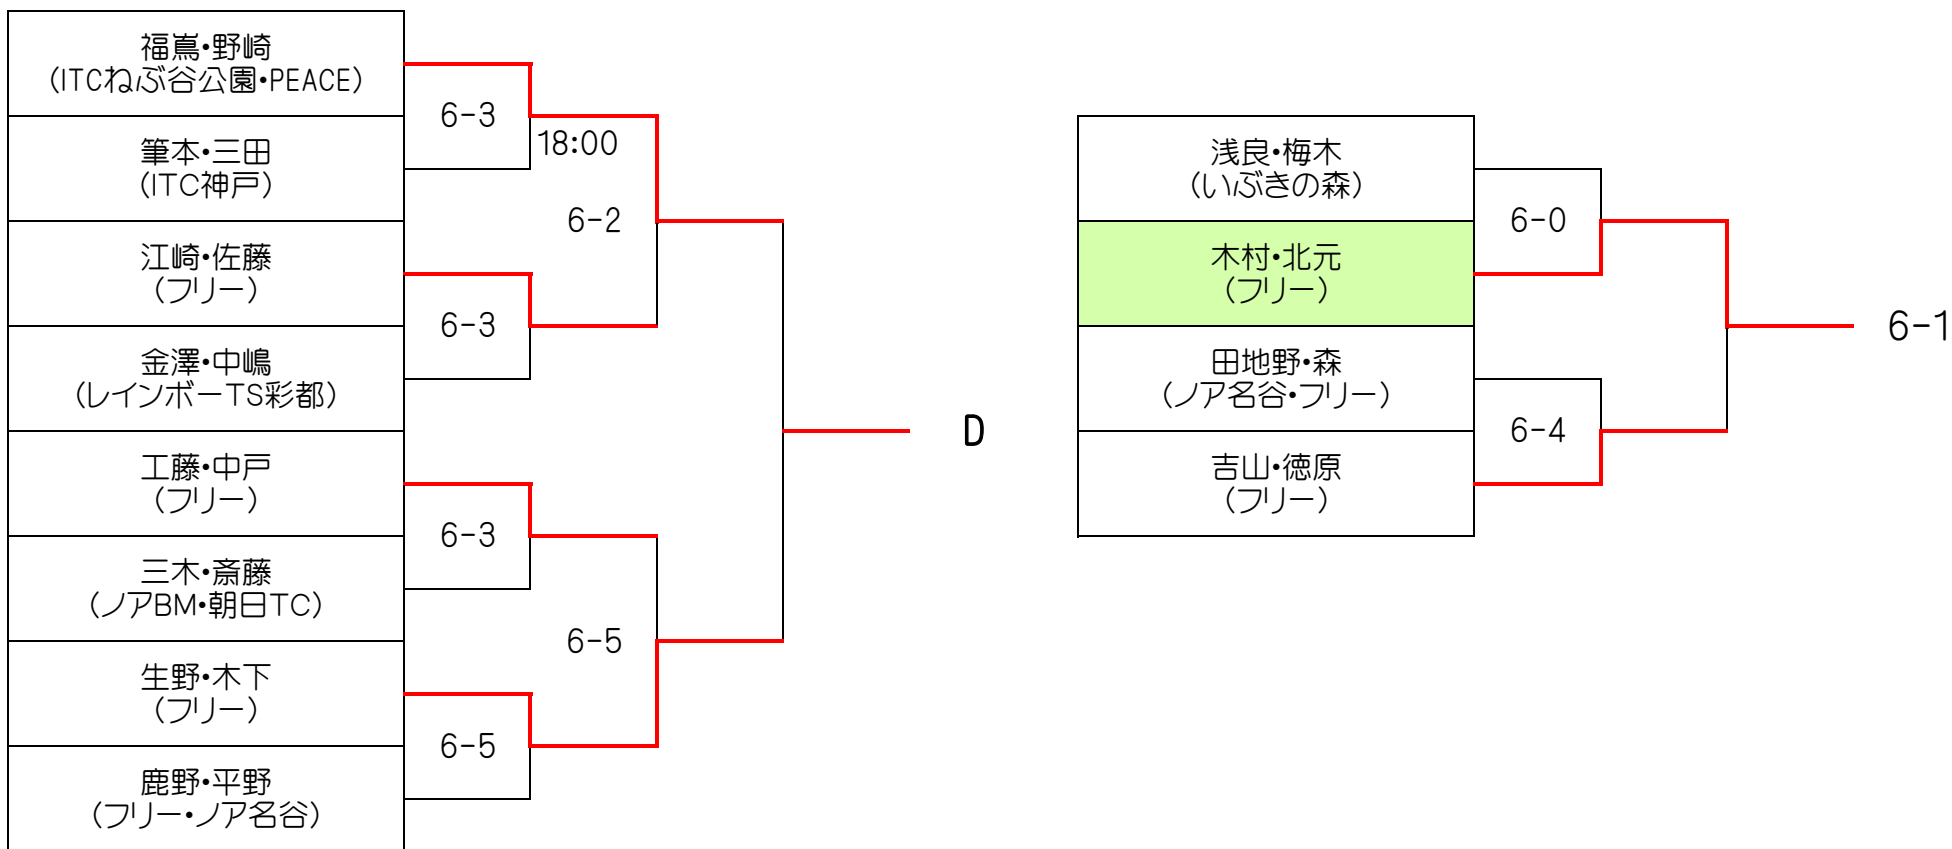 福嶌・野崎
(ITCねぶ谷公園・PEACE)
筆本・三田
(ITC神戸)
江崎・佐藤
(フリー)
金澤・中嶋
(レインボーTS彩都)
工藤・中戸
(フリー)
三木・斎藤
(ノアBM・朝日TC)
生野・木下
(フリー)
鹿野・平野
(フリー・ノア名谷)
6-3
18:00
6-2
6-3
6-3
6-5
6-5
D
浅良・梅木
(いぶきの森)
木村・北元
(フリー)
田地野・森
(ノア名谷・フリー)
吉山・徳原
(フリー)
6-0
6-4
6-1